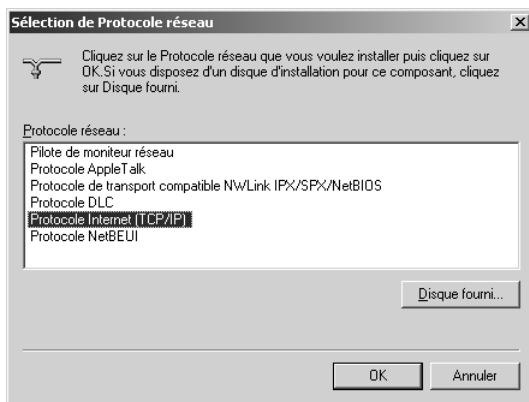 Sélection de Protocole réseau
Cliquez sur le Protocole réseau que vous voulez installer puis cliquez sur
OK.Si vous disposez d'un disque d'installation pour ce composant, cliquez
sur Disque fourni.
Protocole réseau :
Pilote de moniteur réseau
Protocole AppleTalk
Protocole de transport compatible NWLink IPX/SPX/NetBIOS
Protocole DLC
Protocole Internet (TCP/IP)
Protocole NetBEUI
Disque fourni...
OK
Annuler